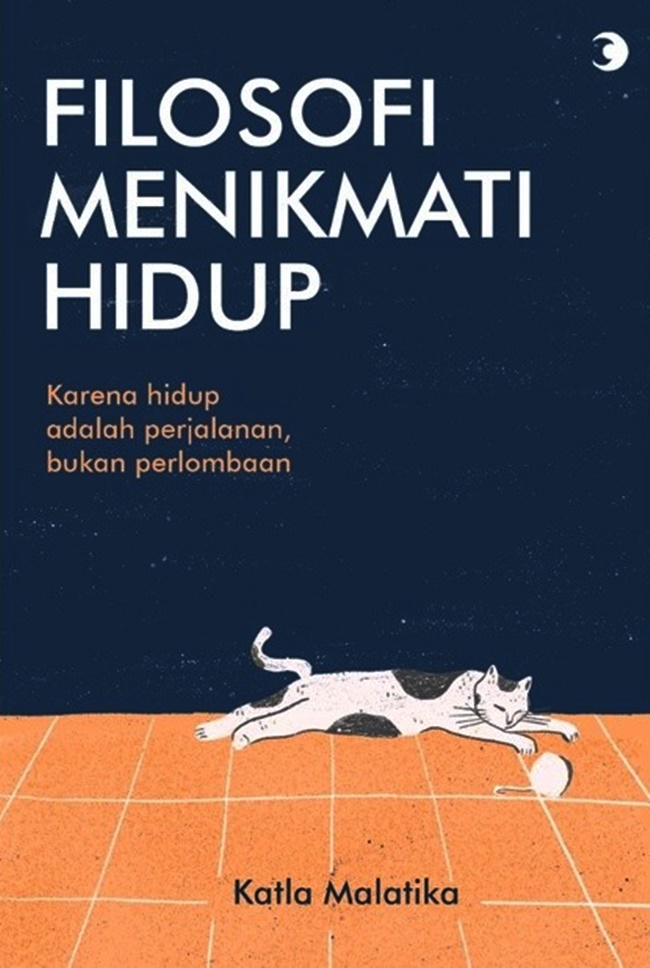 FILOSOFI
MENIKMATI
HIDUP
Karena hidup
adalah perjalanan,
bukan perlombaan
Katla Malatika